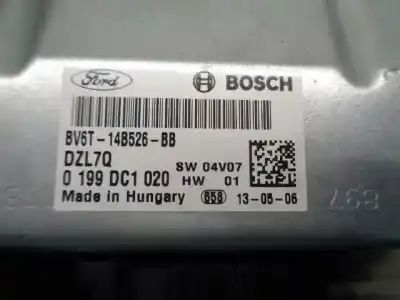 Ford
BOSCH
BV6T-14B526-BB
DZL7Q
SW 04V07
0 199 DC1 020
HW 01
Made in Hungary
658
13-05-06